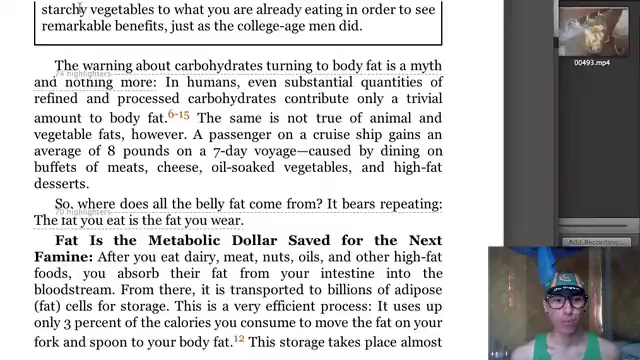 starchy vegetables to what you are already eating in order to see
remarkable benefits, just as the college-age men did.
The warning about carbohydrates turning to body fat is a myth
74 highlighters
and nothing more: In humans, even substantial quantities of
refined and processed carbohydrates contribute only a trivial
amount to body fat.6-15 The same is not true of animal and
vegetable fats, however. A passenger on a cruise ship gains an
average of 8 pounds on a 7-day voyage—caused by dining on
buffets of meats, cheese, oil-soaked vegetables, and high-fat
desserts.
So, where does all the belly fat come from? It bears repeating:
70 highlighters
The fat you eat is the fat you wear.
Fat Is the Metabolic Dollar Saved for the Next
Famine: After you eat dairy, meat, nuts, oils, and other high-fat
foods, you absorb their fat from your intestine into the
bloodstream. From there, it is transported to billions of adipose
(fat) cells for storage. This is a very efficient process: It uses up
only 3 percent of the calories you consume to move the fat on your
fork and spoon to your body fat.12 This storage takes place almost
00493.mp4
Add Recording...